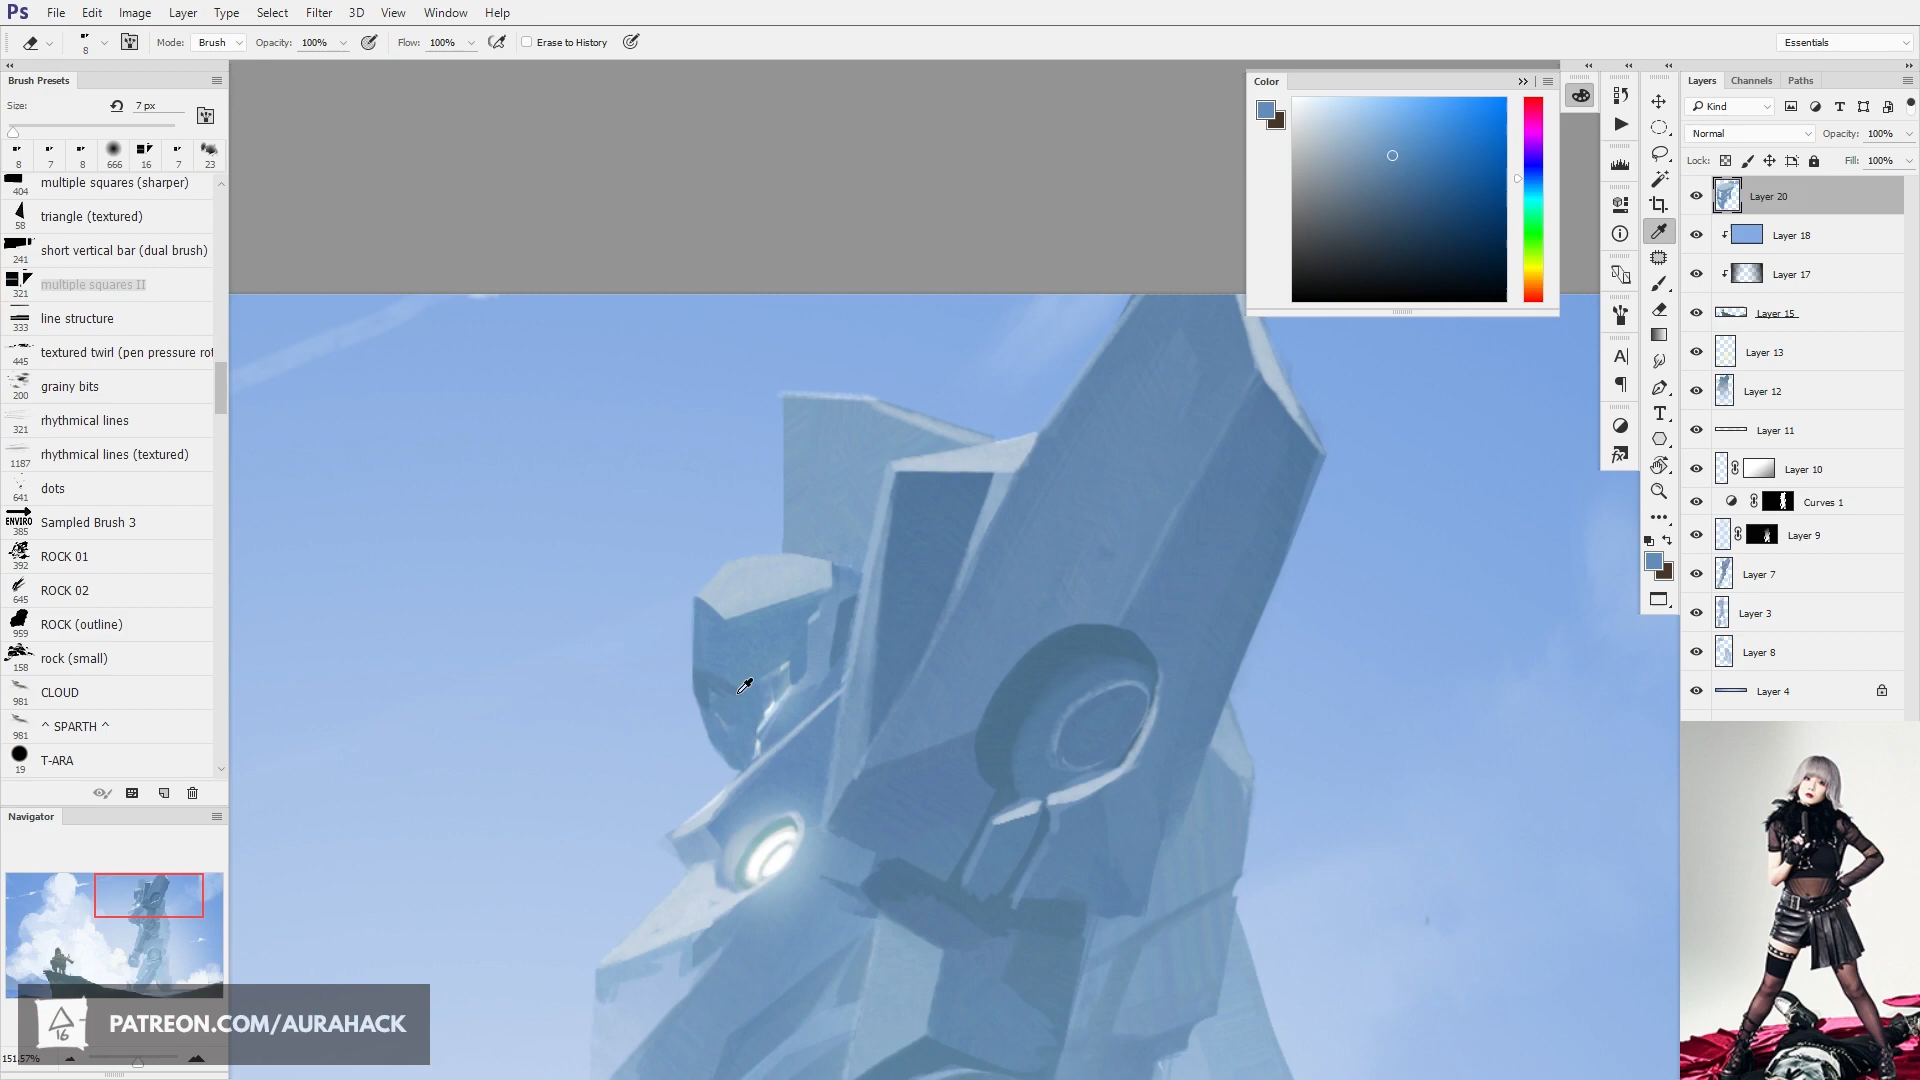 Ps File Edit Image Layer Type Select Filter 3D View Window Help
8 Mode: Brush Opacity: 100% Flow: 100% Erase to History Essentials
Brush Presets
Size: 7 px
8 7 8 666 16 7 23
multiple squares (sharper)
404
triangle (textured)
58
short vertical bar (dual brush)
241
multiple squares II
321
line structure
333
textured twirl (pen pressure rot
445
grainy bits
200
rhythmical lines
321
rhythmical lines (textured)
1187
dots
641
Sampled Brush 3
ENVIRO
385
ROCK 01
392
ROCK 02
645
ROCK (outline)
959
rock (small)
158
CLOUD
981
^ SPARTH ^
981
T-ARA
19
Navigator
16
PATREON.COM/AURAHACK
151.57%
Color
Layers Channels Paths
Kind
Normal Opacity: 100%
Lock: Fill: 100%
Layer 20
Layer 18
Layer 17
Layer 15
Layer 13
Layer 12
Layer 11
Layer 10
Curves 1
Layer 9
Layer 7
Layer 3
Layer 8
Layer 4